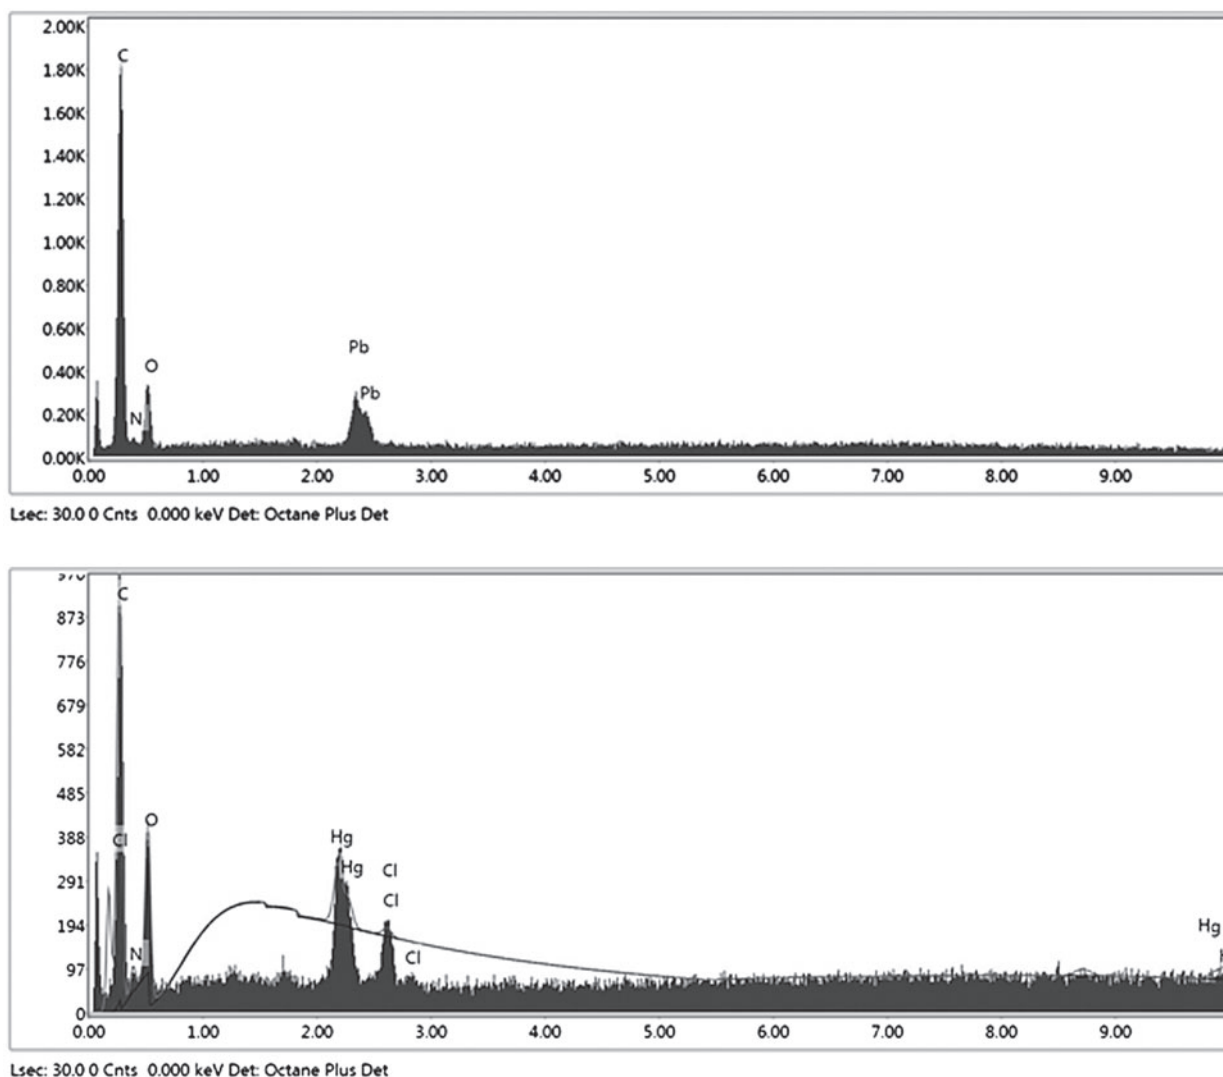 2.00K
C
1.80K
1.60K
1.40K
1.20K
1.00K
0.80K
0.60K
Pb
0.40K O
Pb
0.20K N
0.00K
0.00 1.00 2.00 3.00 4.00 5.00 6.00 7.00 8.00 9.00
Lsec: 30.0 0 Cnts 0.000 keV Det: Octane Plus Det
970
C
873
776
679
582
485
O
388 Cl Hg
Hg Cl
291
Cl
194 Hg
N Cl
97
0
0.00 1.00 2.00 3.00 4.00 5.00 6.00 7.00 8.00 9.00
Lsec: 30.0 0 Cnts 0.000 keV Det: Octane Plus Det